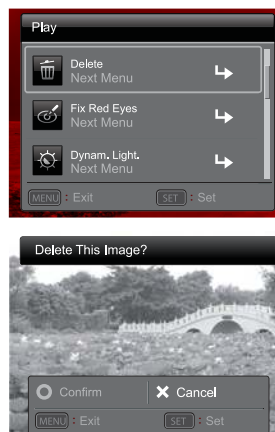 Play
Delete
Next Menu
Fix Red Eyes
Next Menu
Dynam. Light.
Next Menu
MENU : Exit SET : Set
Delete This Image?
Confirm Cancel
MENU : Exit SET : Set